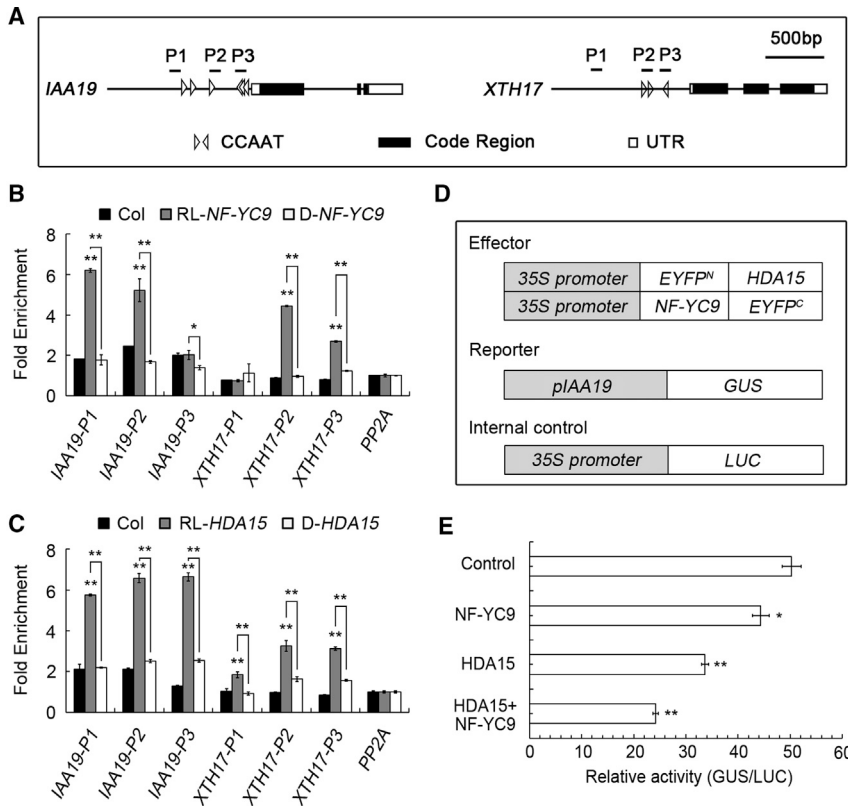 A
P1 P2 P3
P1 P2 P3
500bp
IAA19
XTH17
CCAAT
Code Region
UTR
B
Col RL-NF-YC9 D-NF-YC9
Fold Enrichment
8
6
4
2
0
** ** ** ** * ** ** ** **
IAA19-P1
IAA19-P2
IAA19-P3
XTH17-P1
XTH17-P2
XTH17-P3
PP2A
C
Col RL-HDA15 D-HDA15
Fold Enrichment
8
6
4
2
0
** ** ** ** ** ** ** ** ** ** ** **
IAA19-P1
IAA19-P2
IAA19-P3
XTH17-P1
XTH17-P2
XTH17-P3
PP2A
D
Effector
35S promoter EYFPᴺ HDA15
35S promoter NF-YC9 EYFPᶜ
Reporter
pIAA19 GUS
Internal control
35S promoter LUC
E
Control
NF-YC9 *
HDA15 **
HDA15+
NF-YC9 **
0 10 20 30 40 50 60
Relative activity (GUS/LUC)